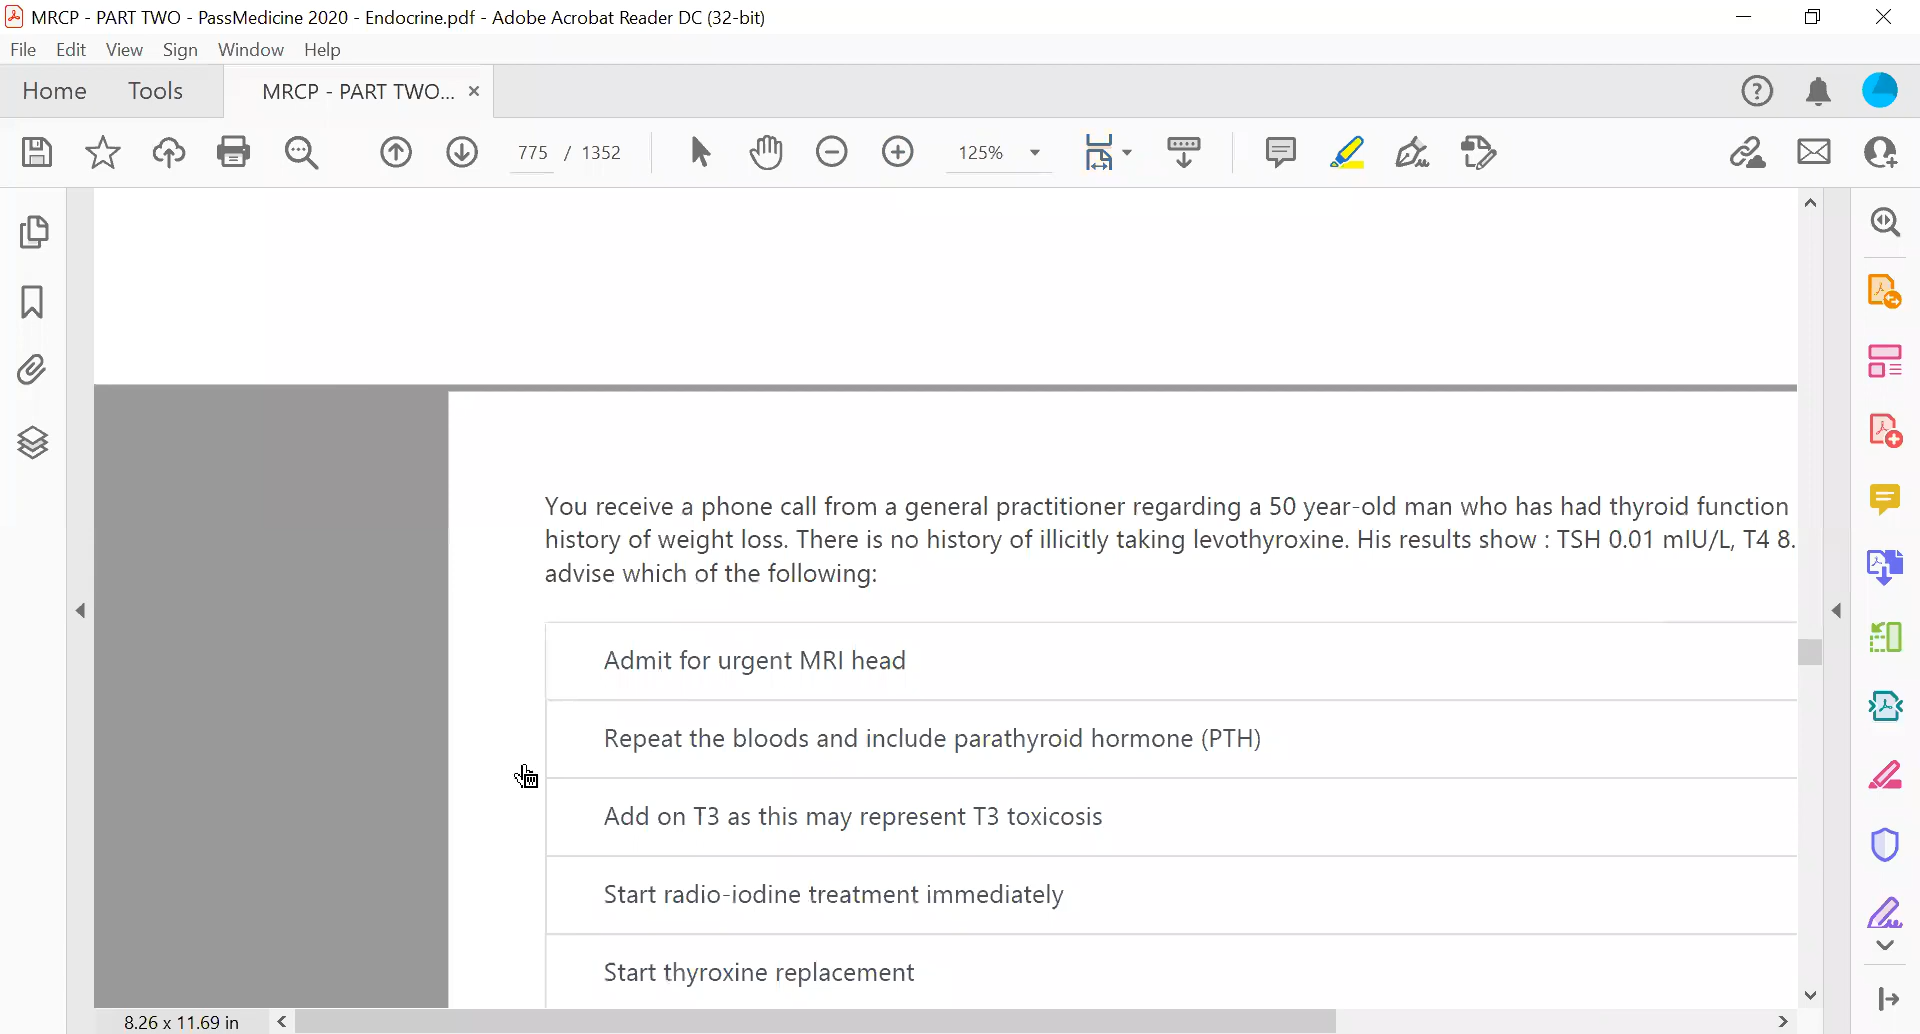 MRCP - PART TWO - PassMedicine 2020 - Endocrine.pdf - Adobe Acrobat Reader DC (32-bit)
File Edit View Sign Window Help
Home Tools MRCP - PART TWO... ×
775 / 1352 125%
You receive a phone call from a general practitioner regarding a 50 year-old man who has had thyroid function
history of weight loss. There is no history of illicitly taking levothyroxine. His results show : TSH 0.01 mIU/L, T4 8.
advise which of the following:
Admit for urgent MRI head
Repeat the bloods and include parathyroid hormone (PTH)
Add on T3 as this may represent T3 toxicosis
Start radio-iodine treatment immediately
Start thyroxine replacement
8.26 x 11.69 in